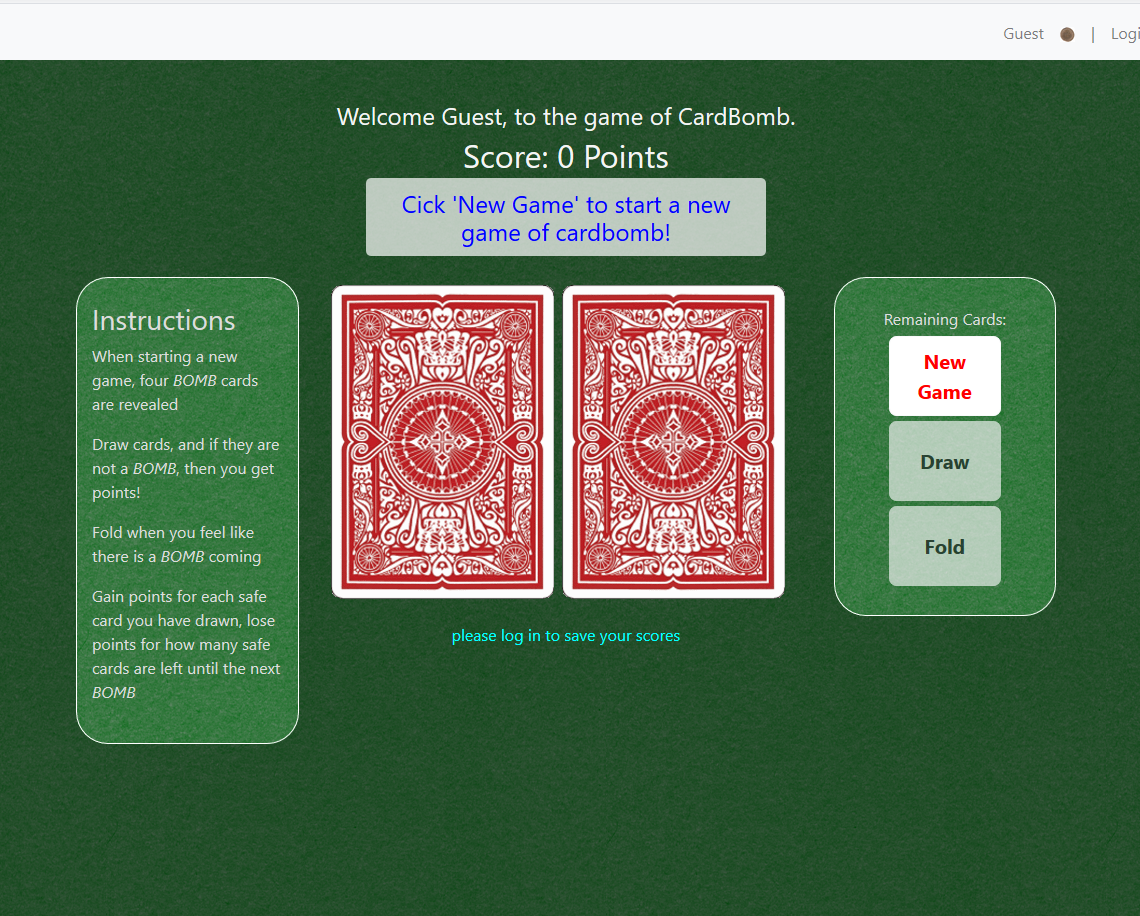 Guest | Logi
Welcome Guest, to the game of CardBomb.
Score: 0 Points
Cick 'New Game' to start a new
game of cardbomb!
Instructions
When starting a new
game, four BOMB cards
are revealed
Draw cards, and if they are
not a BOMB, then you get
points!
Fold when you feel like
there is a BOMB coming
Gain points for each safe
card you have drawn, lose
points for how many safe
cards are left until the next
BOMB
please log in to save your scores
Remaining Cards:
New
Game
Draw
Fold